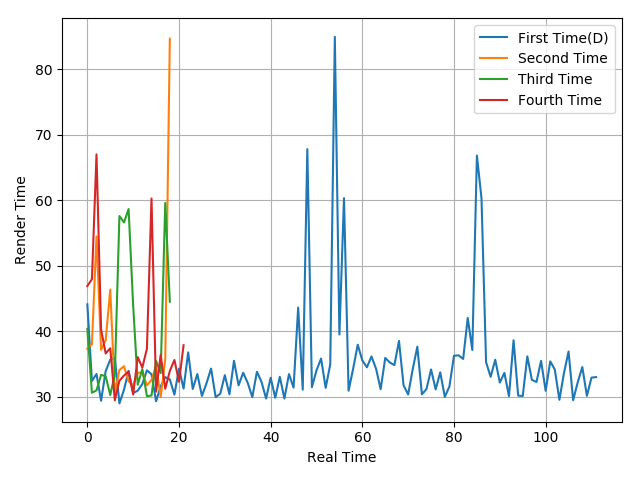 First Time(D)
Second Time
Third Time
Fourth Time
80
70
60
50
40
30
Render Time
0 20 40 60 80 100
Real Time